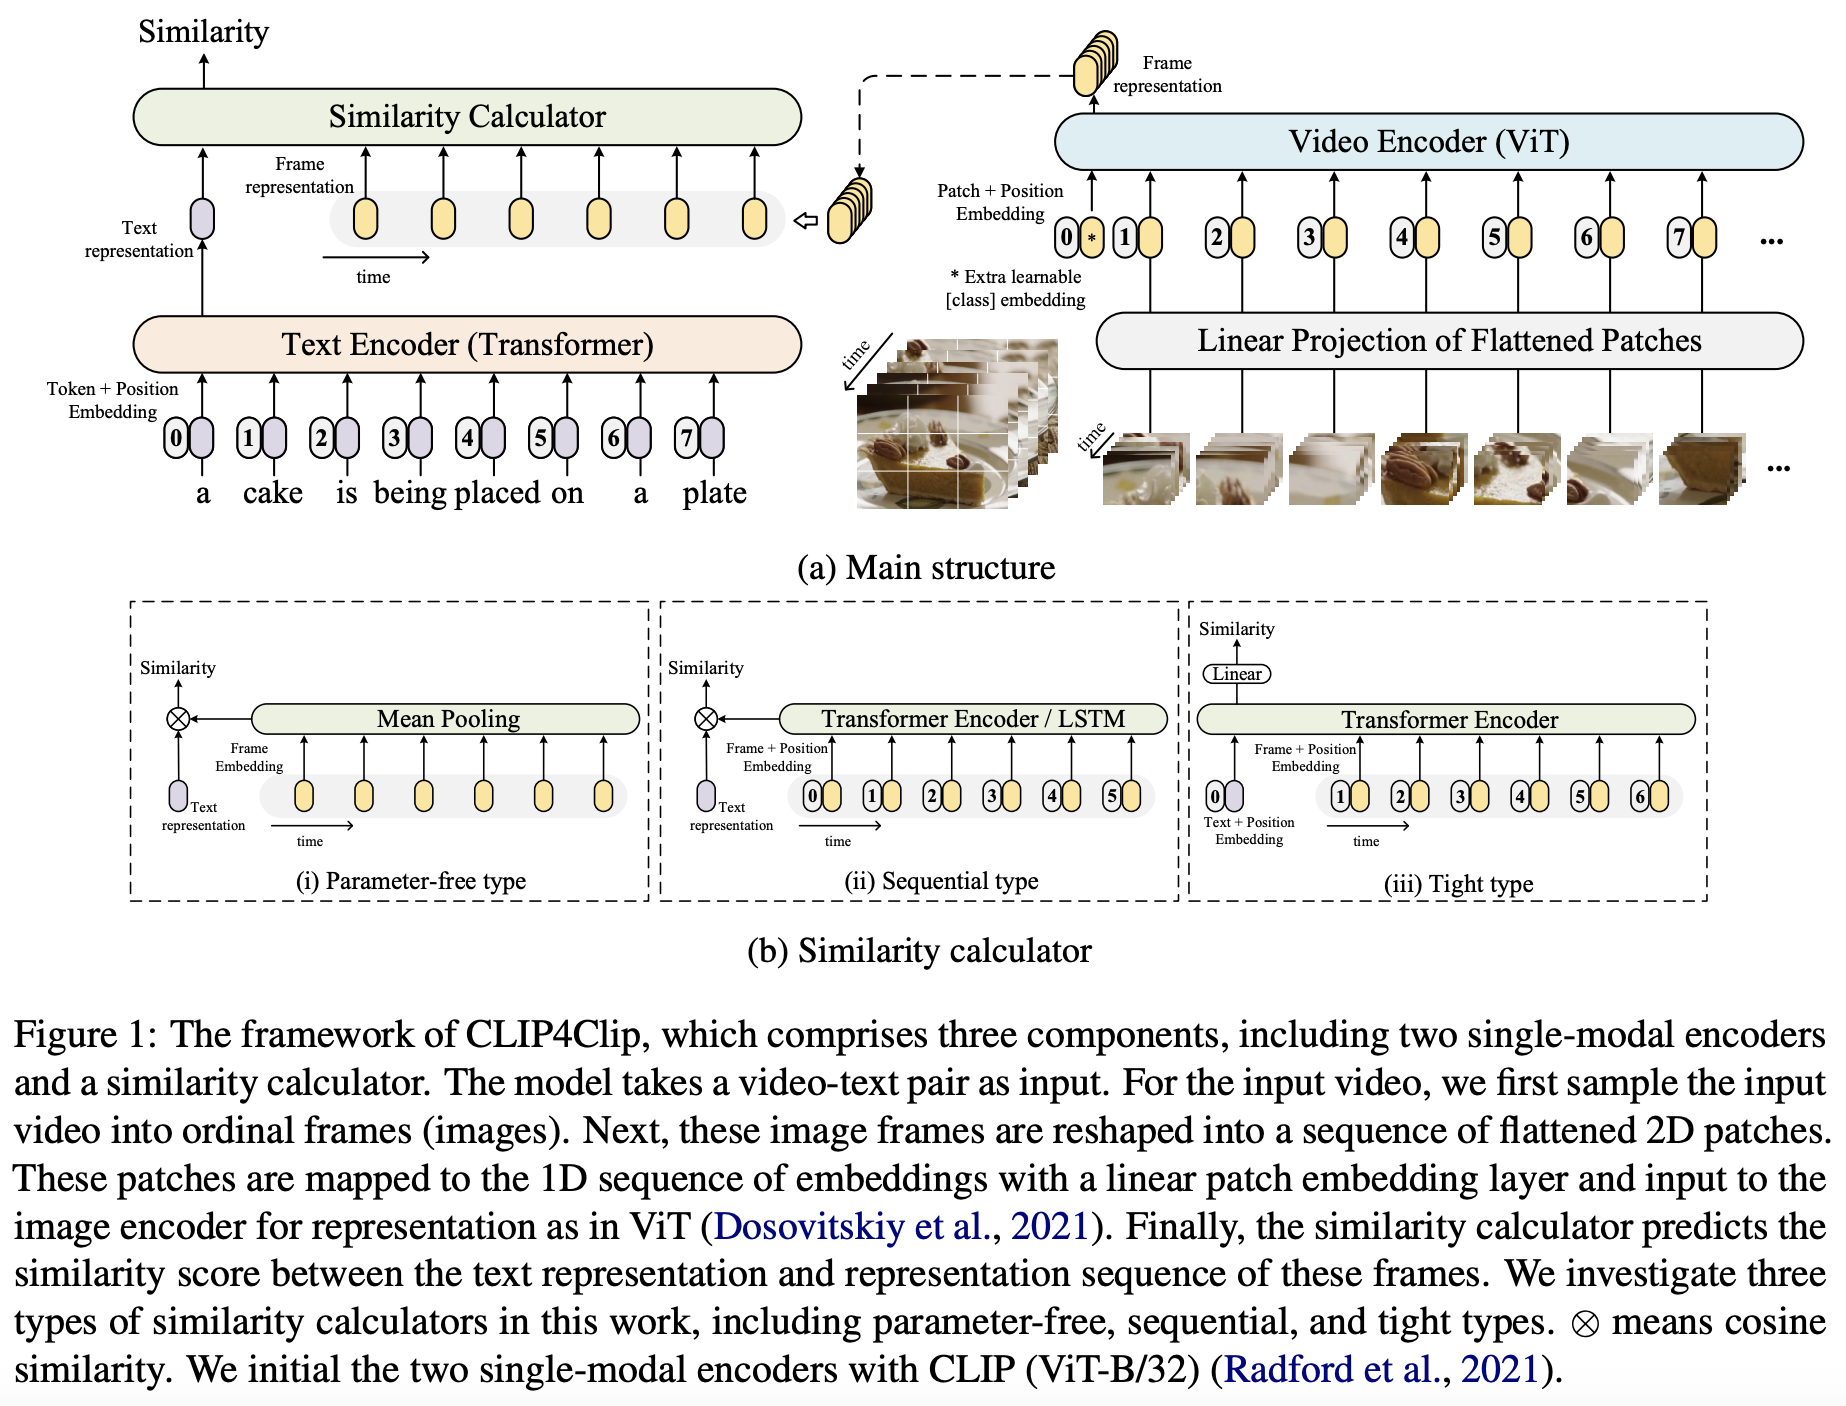 Similarity
Similarity Calculator
Frame
representation
Text
representation
time
Text Encoder (Transformer)
Token + Position
Embedding
0 1 2 3 4 5 6 7
a cake is being placed on a plate
Frame
representation
Video Encoder (ViT)
Patch + Position
Embedding
0 * 1 2 3 4 5 6 7 ...
* Extra learnable
[class] embedding
Linear Projection of Flattened Patches
time
time
...
(a) Main structure
Similarity
Mean Pooling
Frame
Embedding
Text
representation
time
(i) Parameter-free type
Similarity
Transformer Encoder / LSTM
Frame + Position
Embedding
0 1 2 3 4 5
Text
representation
time
(ii) Sequential type
Similarity
Linear
Transformer Encoder
Frame + Position
Embedding
0 1 2 3 4 5 6
Text + Position
Embedding
time
(iii) Tight type
(b) Similarity calculator
Figure 1: The framework of CLIP4Clip, which comprises three components, including two single-modal encoders
and a similarity calculator. The model takes a video-text pair as input. For the input video, we first sample the input
video into ordinal frames (images). Next, these image frames are reshaped into a sequence of flattened 2D patches.
These patches are mapped to the 1D sequence of embeddings with a linear patch embedding layer and input to the
image encoder for representation as in ViT (Dosovitskiy et al., 2021). Finally, the similarity calculator predicts the
similarity score between the text representation and representation sequence of these frames. We investigate three
types of similarity calculators in this work, including parameter-free, sequential, and tight types. ⊗ means cosine
similarity. We initial the two single-modal encoders with CLIP (ViT-B/32) (Radford et al., 2021).